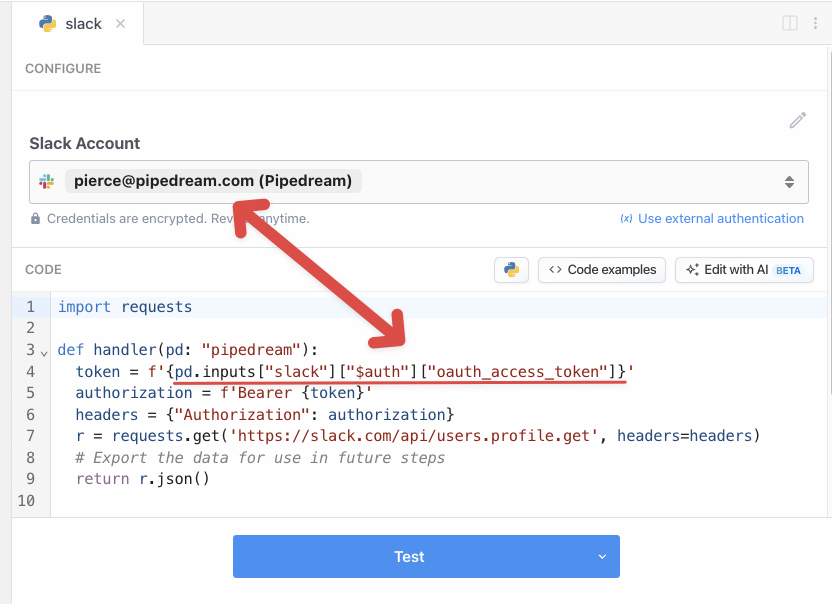 slack
CONFIGURE
Slack Account
pierce@pipedream.com (Pipedream)
Credentials are encrypted. Rev anytime.
(x) Use external authentication
CODE
<> Code examples
Edit with AI BETA
1 import requests
2
3 def handler(pd: "pipedream"):
4 token = f'{pd.inputs["slack"]["$auth"]["oauth_access_token"]}'
5 authorization = f'Bearer {token}'
6 headers = {"Authorization": authorization}
7 r = requests.get('https://slack.com/api/users.profile.get', headers=headers)
8 # Export the data for use in future steps
9 return r.json()
10
Test